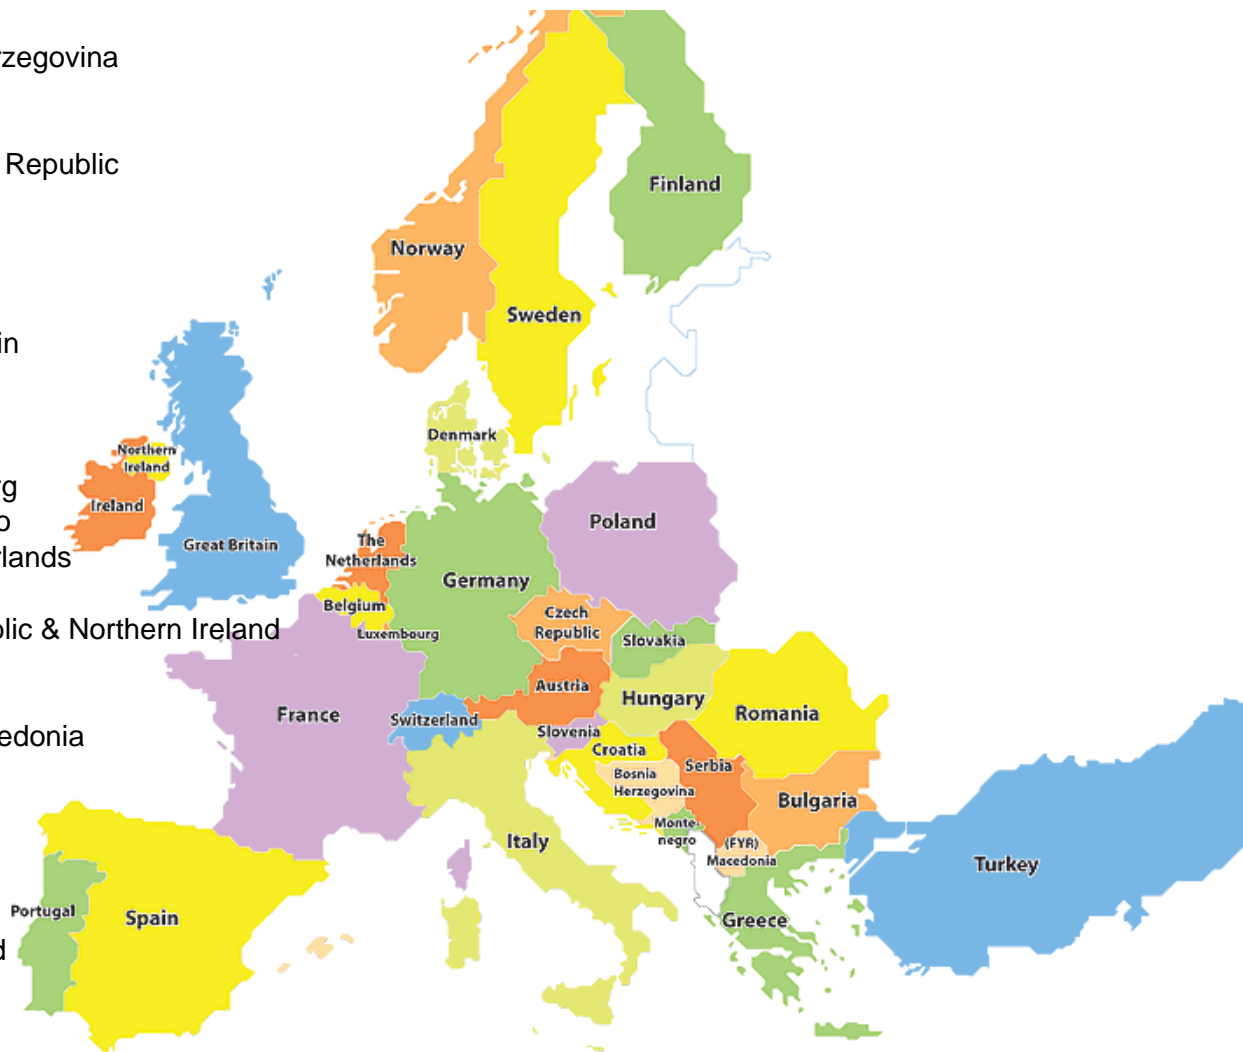 rzegovina
Republic
in
rg
o
rlands
lic & Northern Ireland
edonia
d
Finland
Norway
Sweden
Denmark
Northern
Ireland
Ireland
Great Britain
The
Netherlands
Belgium
Luxembourg
Germany
Poland
Czech
Republic
Slovakia
Austria
Hungary
France
Switzerland
Slovenia
Romania
Croatia
Bosnia
Herzegovina
Serbia
Bulgaria
Monte-
negro
(FYR)
Macedonia
Italy
Turkey
Greece
Portugal
Spain